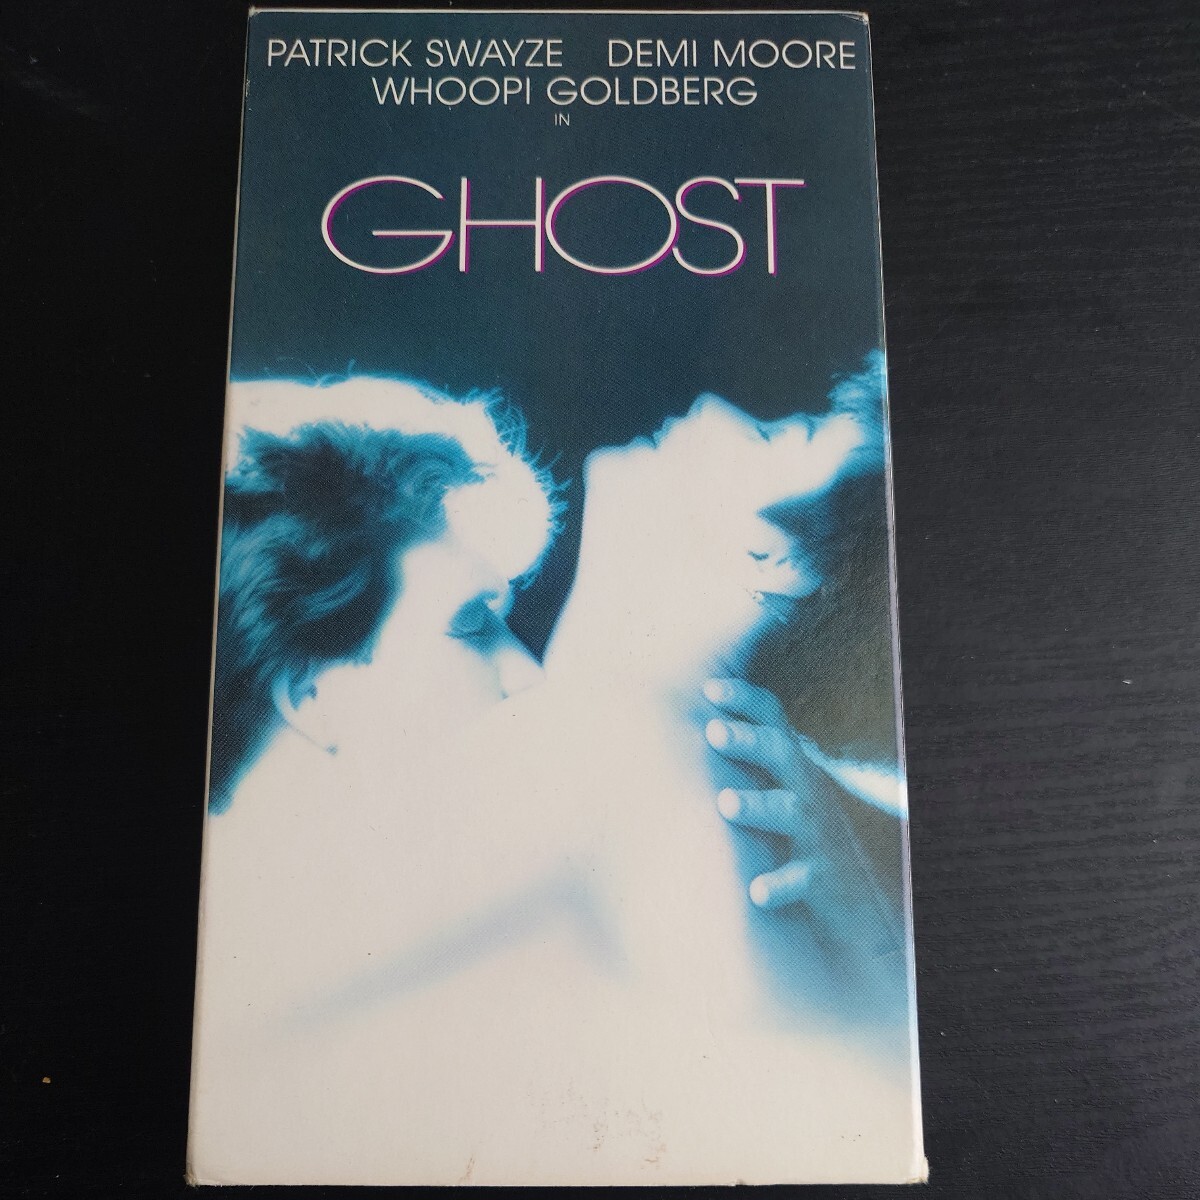 PATRICK SWAYZE DEMI MOORE
WHOOPI GOLDBERG
IN
GHOST